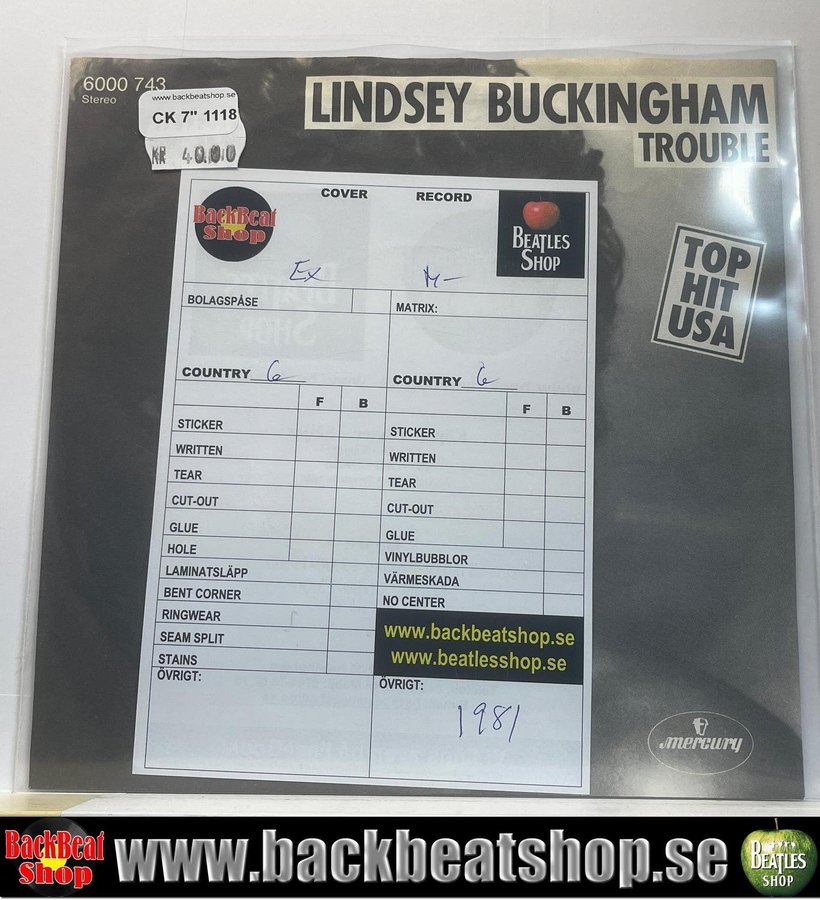 6000 743
Stereo
www.backbeatshop.se
CK 7" 1118
KR 40.00
LINDSEY BUCKINGHAM
TROUBLE
TOP
HIT
USA
BackBeat
Shop
COVER
RECORD
BEATLES
SHOP
Ex
M-
BOLAGSPÅSE
MATRIX:
COUNTRY G
COUNTRY G
F B
F B
STICKER
WRITTEN
TEAR
CUT-OUT
GLUE
HOLE
LAMINATSLÄPP
BENT CORNER
RINGWEAR
SEAM SPLIT
STAINS
ÖVRIGT:
STICKER
WRITTEN
TEAR
CUT-OUT
GLUE
VINYLBUBBLOR
VÄRMESKADA
NO CENTER
www.backbeatshop.se
www.beatlesshop.se
ÖVRIGT:
1981
mercury
BackBeat
Shop
www.backbeatshop.se
BEATLES
SHOP